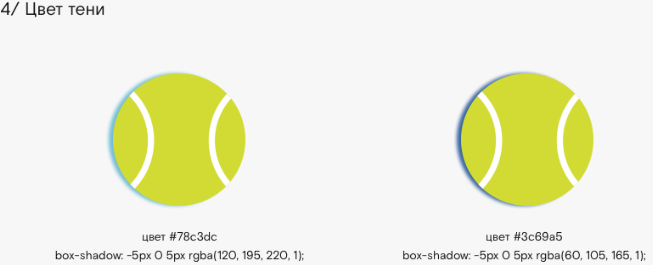 4/ Цвет тени
цвет #78c3dc
box-shadow: -5px 0 5px rgba(120, 195, 220, 1);
цвет #3c69a5
box-shadow: -5px 0 5px rgba(60, 105, 165, 1);